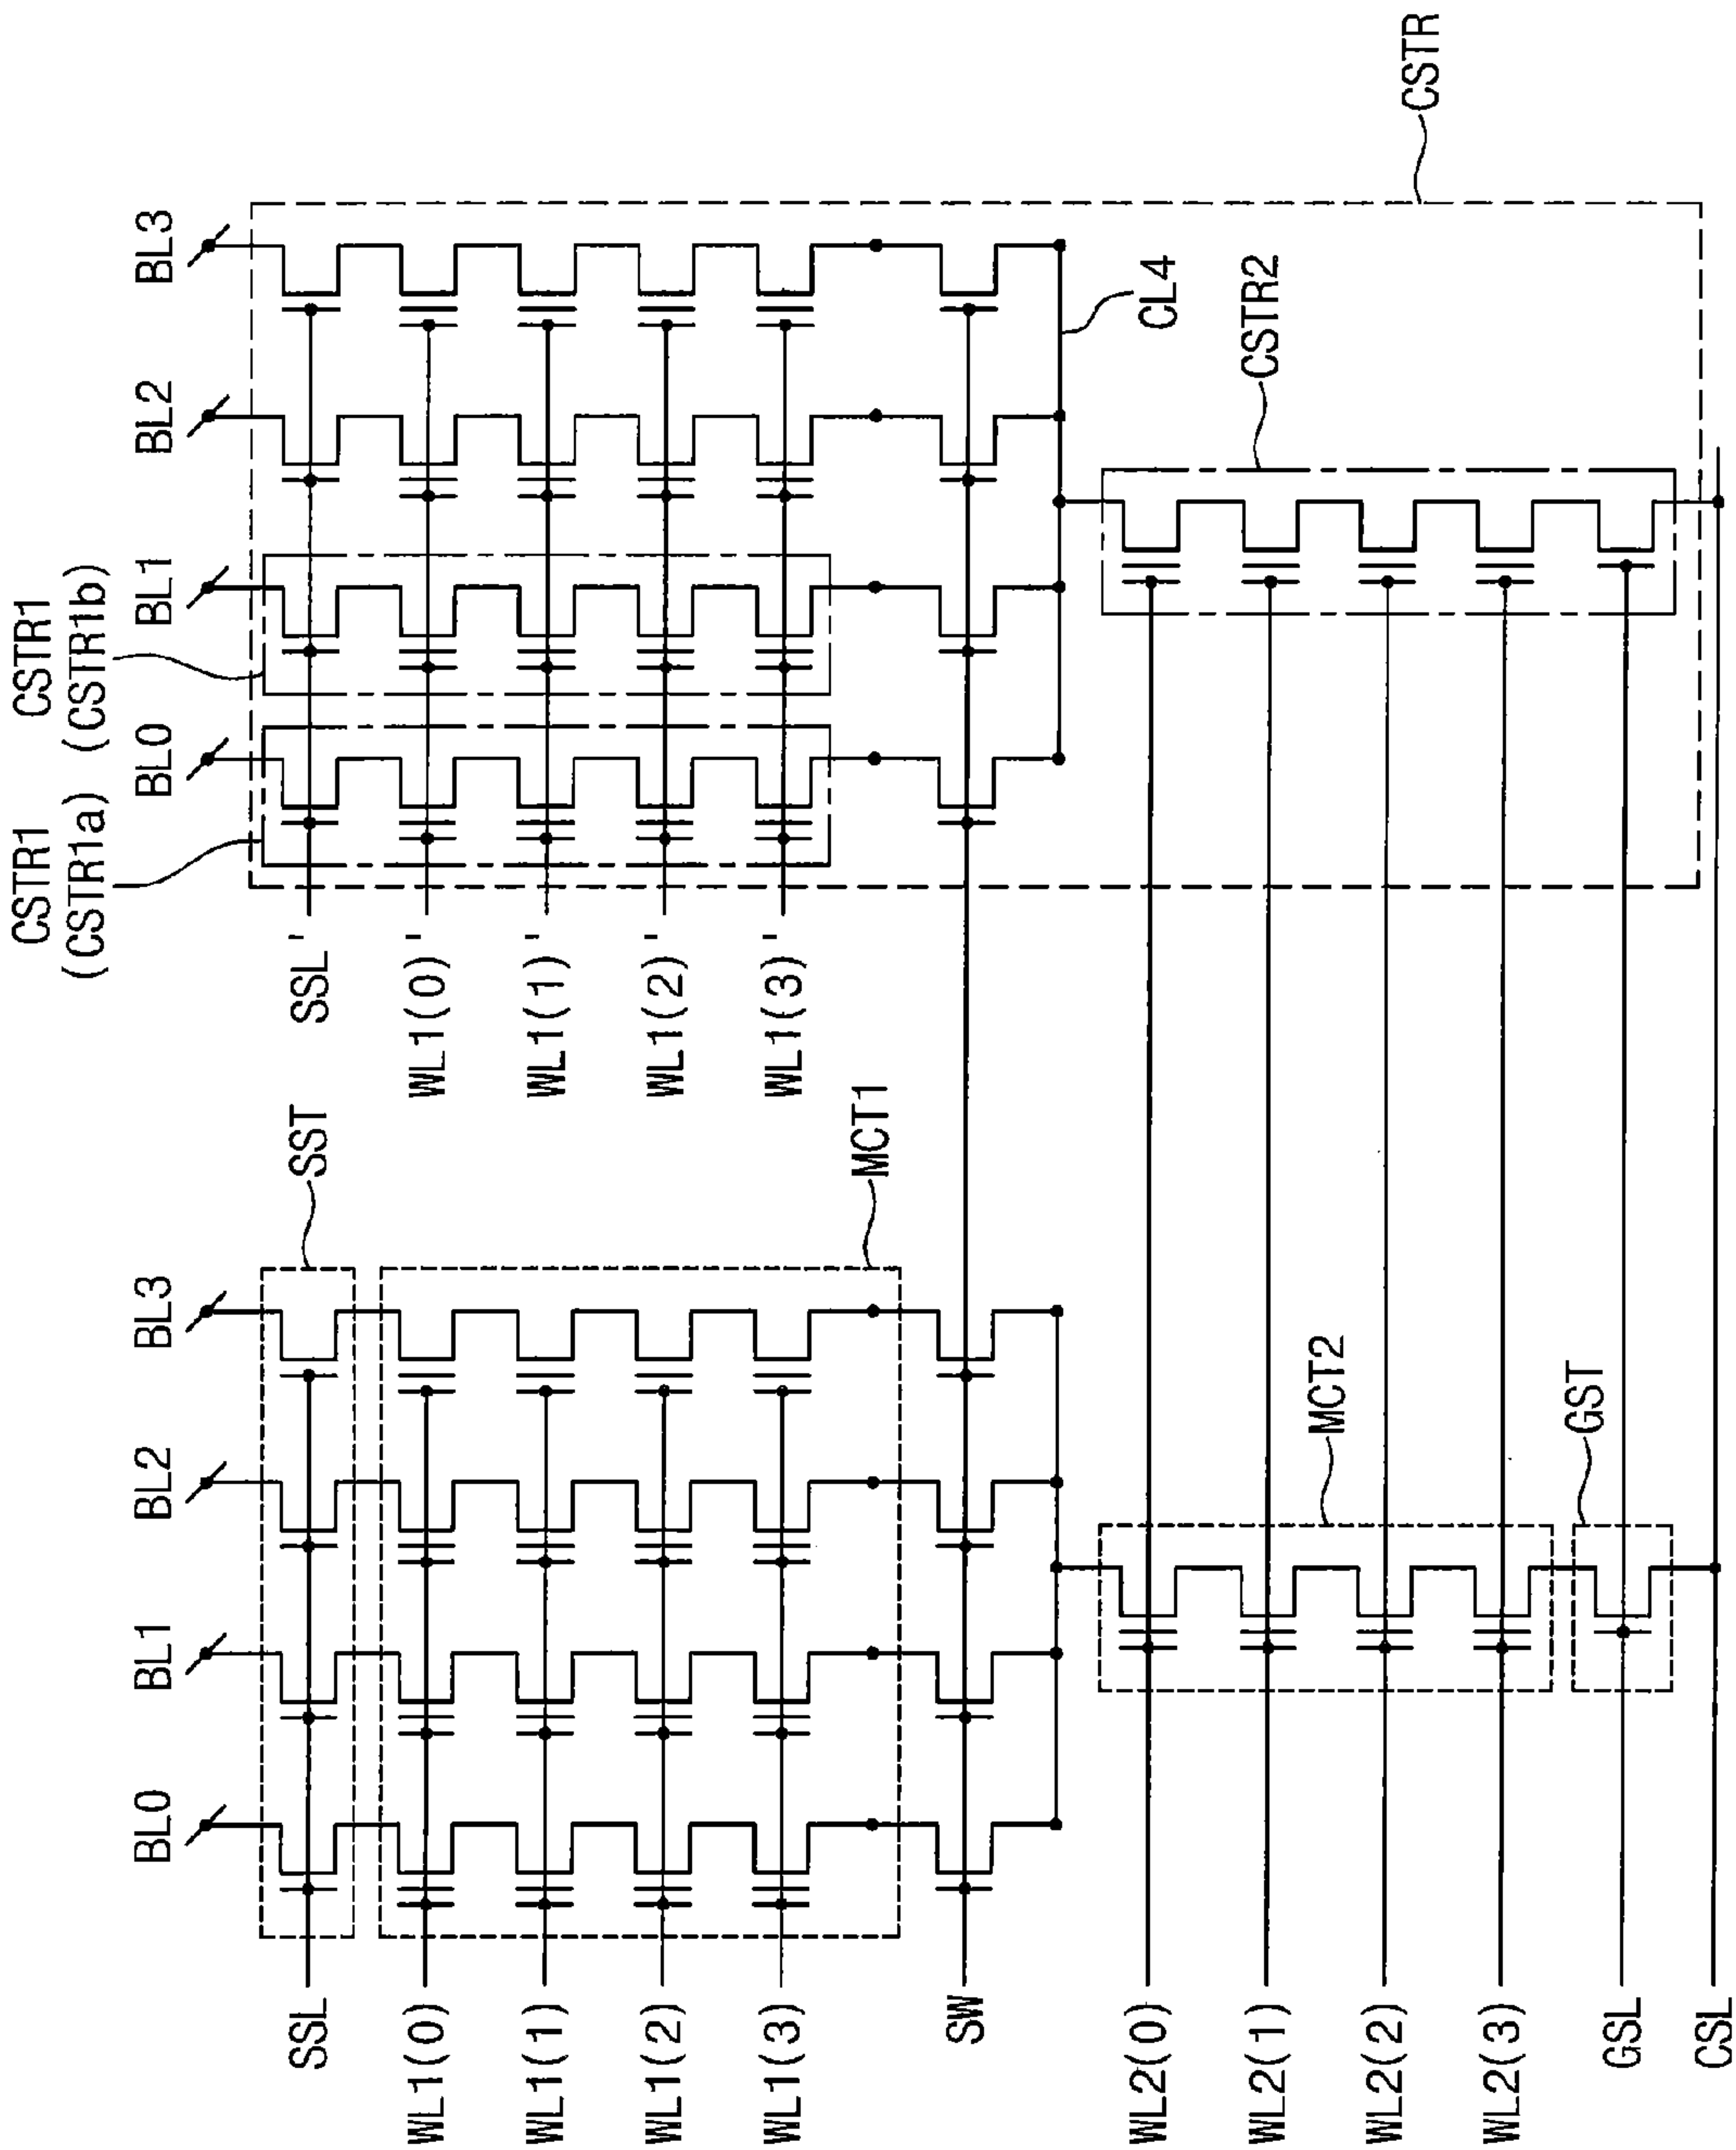 CSTR1
(CSTR1a)
CSTR1
(CSTR1b)
BL0
BL1
BL2
BL3
BL0
BL1
BL2
BL3
SST
MCT1
CSTR
SSL
WL1(0)
WL1(1)
WL1(2)
WL1(3)
SSL'
WL1(0)'
WL1(1)'
WL1(2)'
WL1(3)'
SW
CL4
CSTR2
MCT2
GST
WL2(0)
WL2(1)
WL2(2)
WL2(3)
GSL
CSL